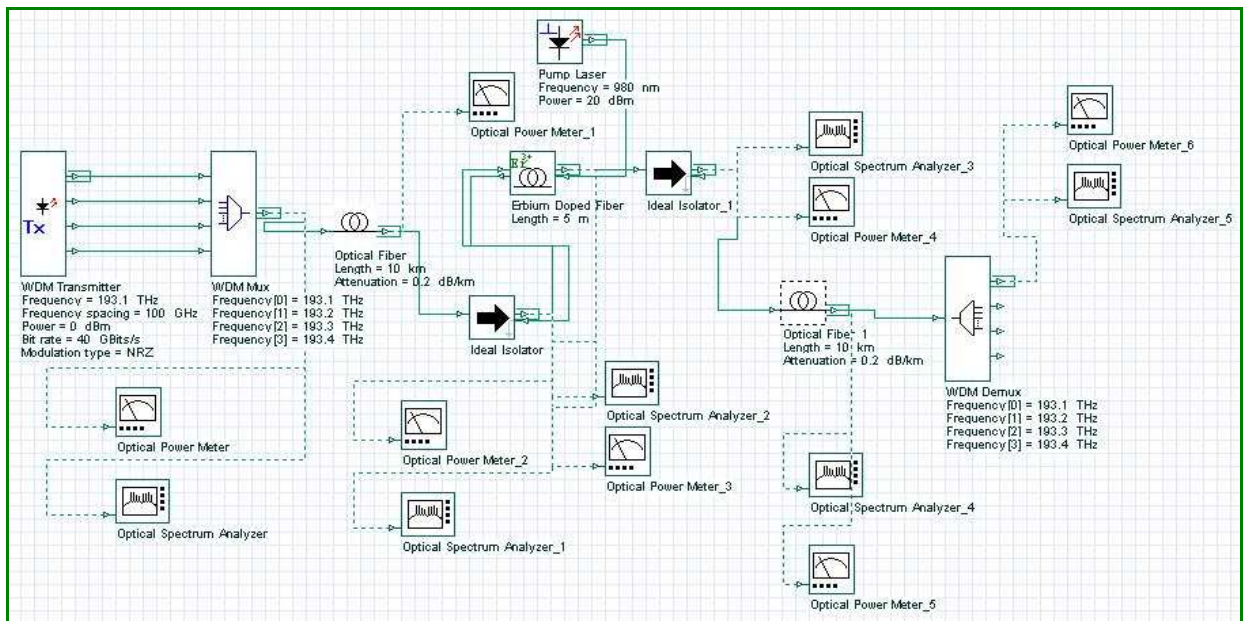 Pump Laser
Frequency = 980 nm
Power = 20 dBm
Optical Power Meter_1
Optical Spectrum Analyzer_3
Optical Power Meter_6
Er 3+
Erbium Doped Fiber
Length = 5 m
Ideal Isolator_1
Optical Power Meter_4
Optical Spectrum Analyzer_5
Tx
WDM Transmitter
Frequency = 193.1 THz
Frequency spacing = 100 GHz
Power = 0 dBm
Bit rate = 40 GBits/s
Modulation type = NRZ
WDM Mux
Frequency[0] = 193.1 THz
Frequency[1] = 193.2 THz
Frequency[2] = 193.3 THz
Frequency[3] = 193.4 THz
Optical Fiber
Length = 10 km
Attenuation = 0.2 dB/km
Ideal Isolator
Optical Fiber 1
Length = 10 km
Attenuation = 0.2 dB/km
WDM Demux
Frequency[0] = 193.1 THz
Frequency[1] = 193.2 THz
Frequency[2] = 193.3 THz
Frequency[3] = 193.4 THz
Optical Power Meter
Optical Power Meter_2
Optical Spectrum Analyzer_2
Optical Power Meter_3
Optical Spectrum Analyzer
Optical Spectrum Analyzer_1
Optical Spectrum Analyzer_4
Optical Power Meter_5